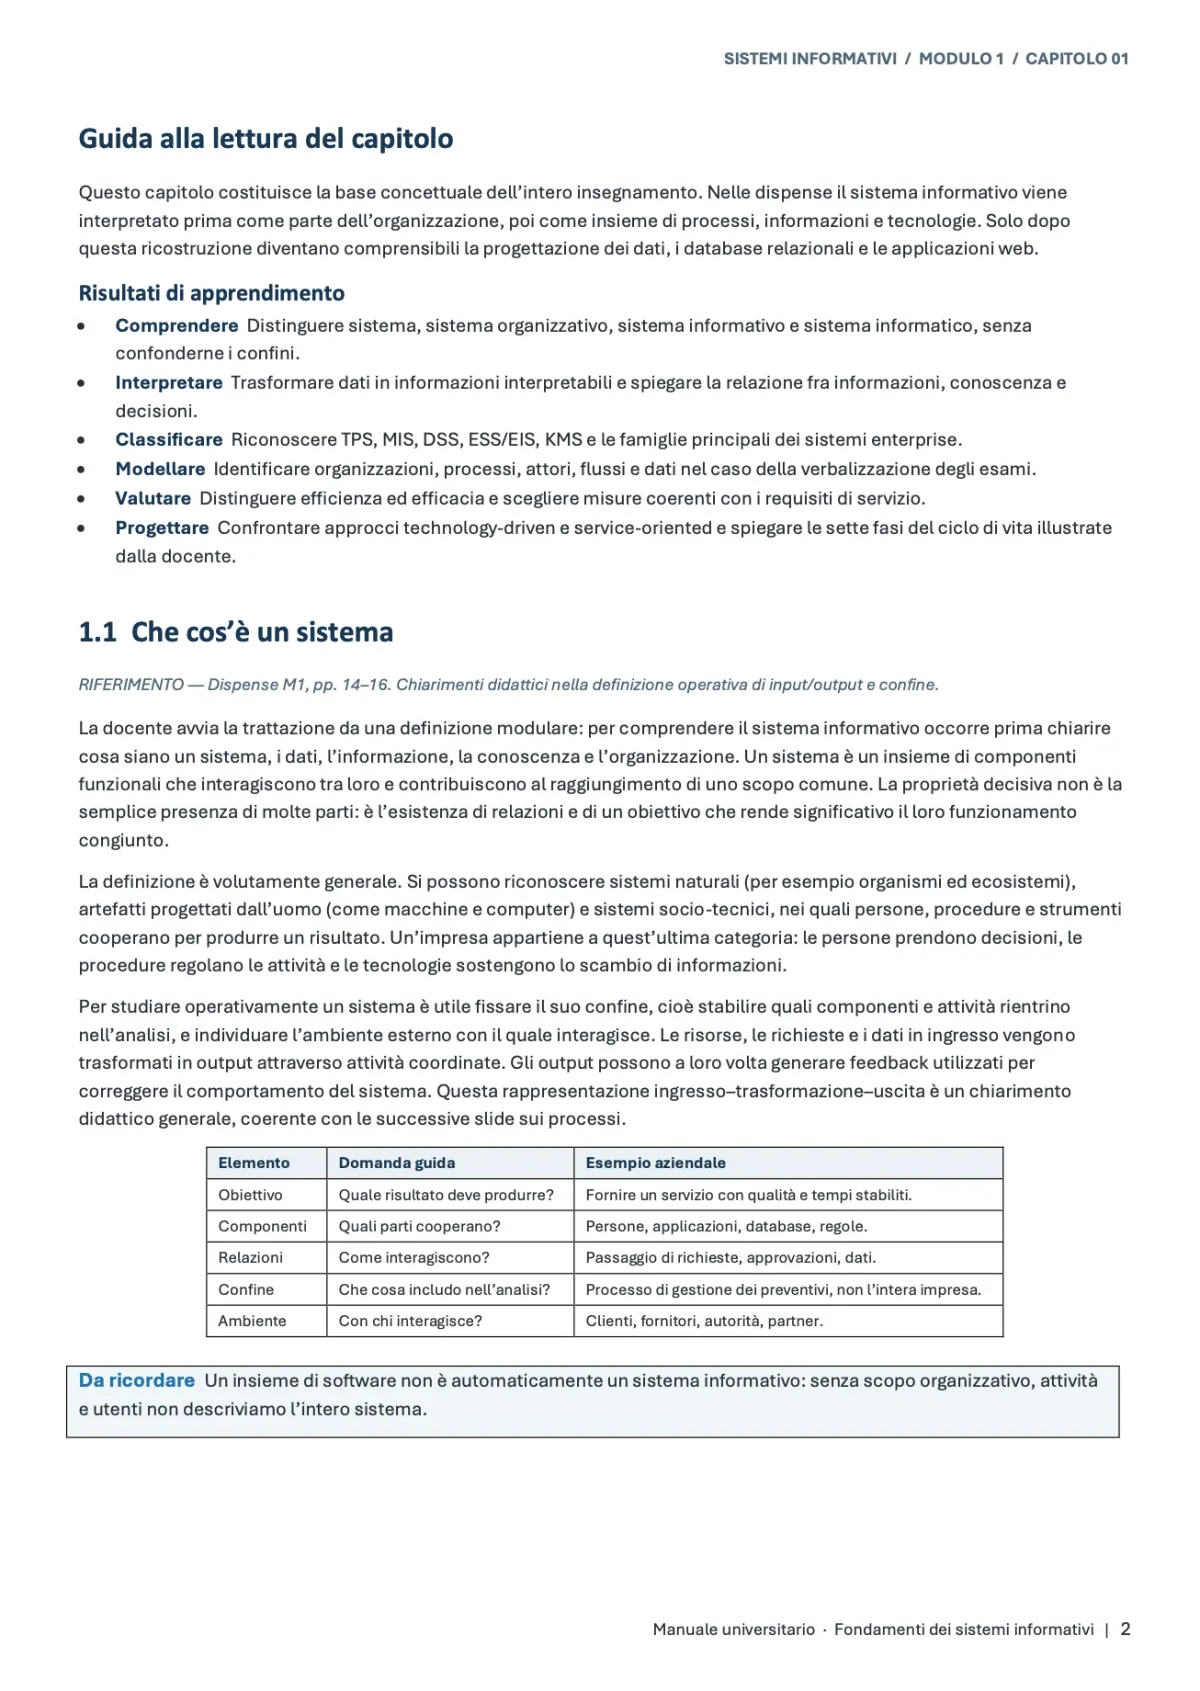 SISTEMI INFORMATIVI / MODULO 1 / CAPITOLO 01
Guida alla lettura del capitolo
Questo capitolo costituisce la base concettuale dell’intero insegnamento. Nelle dispense il sistema informativo viene
interpretato prima come parte dell’organizzazione, poi come insieme di processi, informazioni e tecnologie. Solo dopo
questa ricostruzione diventano comprensibili la progettazione dei dati, i database relazionali e le applicazioni web.
Risultati di apprendimento
• Comprendere Distinguere sistema, sistema organizzativo, sistema informativo e sistema informatico, senza
confonderne i confini.
• Interpretare Trasformare dati in informazioni interpretabili e spiegare la relazione fra informazioni, conoscenza e
decisioni.
• Classificare Riconoscere TPS, MIS, DSS, ESS/EIS, KMS e le famiglie principali dei sistemi enterprise.
• Modellare Identificare organizzazioni, processi, attori, flussi e dati nel caso della verbalizzazione degli esami.
• Valutare Distinguere efficienza ed efficacia e scegliere misure coerenti con i requisiti di servizio.
• Progettare Confrontare approcci technology-driven e service-oriented e spiegare le sette fasi del ciclo di vita illustrate
dalla docente.
1.1 Che cos’è un sistema
RIFERIMENTO — Dispense M1, pp. 14–16. Chiarimenti didattici nella definizione operativa di input/output e confine.
La docente avvia la trattazione da una definizione modulare: per comprendere il sistema informativo occorre prima chiarire
cosa siano un sistema, i dati, l’informazione, la conoscenza e l’organizzazione. Un sistema è un insieme di componenti
funzionali che interagiscono tra loro e contribuiscono al raggiungimento di uno scopo comune. La proprietà decisiva non è la
semplice presenza di molte parti: è l’esistenza di relazioni e di un obiettivo che rende significativo il loro funzionamento
congiunto.
La definizione è volutamente generale. Si possono riconoscere sistemi naturali (per esempio organismi ed ecosistemi),
artefatti progettati dall’uomo (come macchine e computer) e sistemi socio-tecnici, nei quali persone, procedure e strumenti
cooperano per produrre un risultato. Un’impresa appartiene a quest’ultima categoria: le persone prendono decisioni, le
procedure regolano le attività e le tecnologie sostengono lo scambio di informazioni.
Per studiare operativamente un sistema è utile fissare il suo confine, cioè stabilire quali componenti e attività rientrino
nell’analisi, e individuare l’ambiente esterno con il quale interagisce. Le risorse, le richieste e i dati in ingresso vengono
trasformati in output attraverso attività coordinate. Gli output possono a loro volta generare feedback utilizzati per
correggere il comportamento del sistema. Questa rappresentazione ingresso–trasformazione–uscita è un chiarimento
didattico generale, coerente con le successive slide sui processi.
Elemento Domanda guida Esempio aziendale
Obiettivo Quale risultato deve produrre? Fornire un servizio con qualità e tempi stabiliti.
Componenti Quali parti cooperano? Persone, applicazioni, database, regole.
Relazioni Come interagiscono? Passaggio di richieste, approvazioni, dati.
Confine Che cosa includo nell’analisi? Processo di gestione dei preventivi, non l’intera impresa.
Ambiente Con chi interagisce? Clienti, fornitori, autorità, partner.
Da ricordare Un insieme di software non è automaticamente un sistema informativo: senza scopo organizzativo, attività
e utenti non descriviamo l’intero sistema.
Manuale universitario · Fondamenti dei sistemi informativi | 2